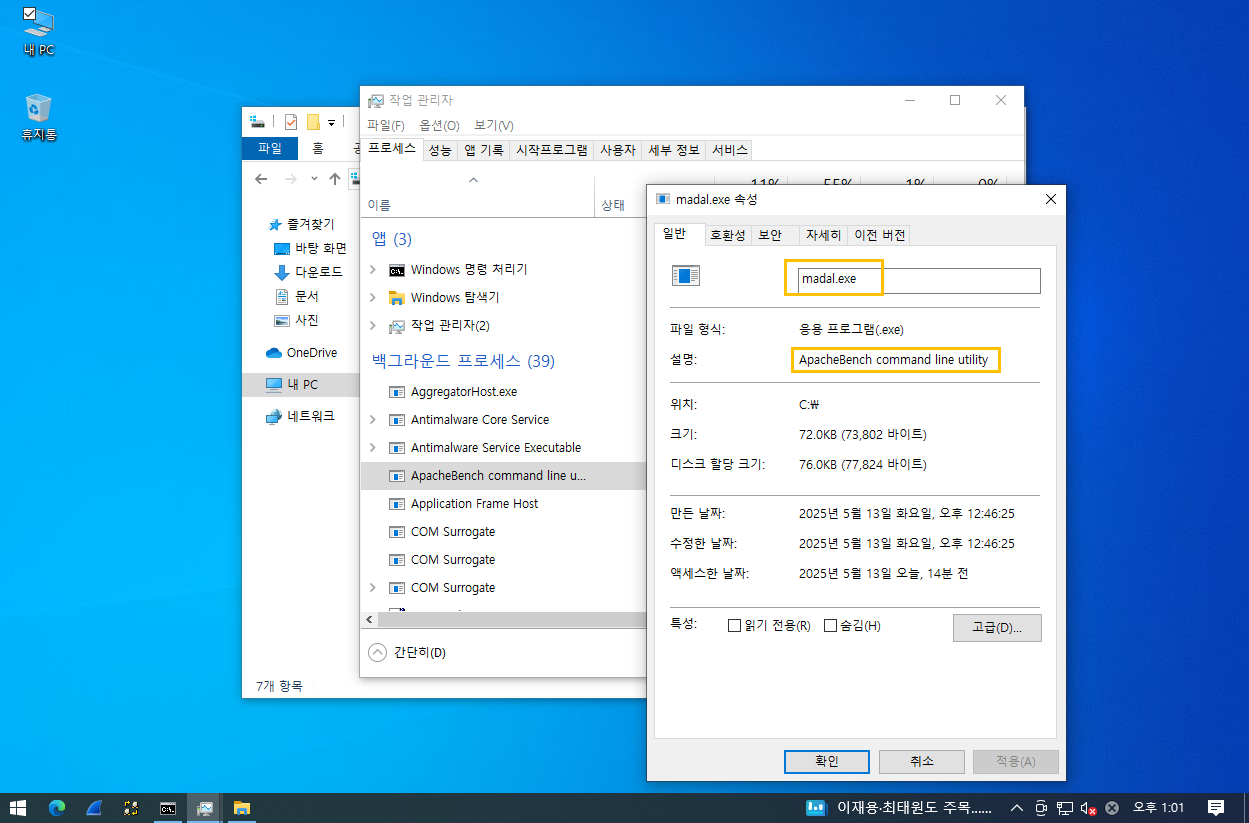 내 PC
휴지통
파일
홈
즐겨찾기
바탕 화면
다운로드
문서
사진
OneDrive
내 PC
네트워크
7개 항목
작업 관리자
파일(F) 옵션(O) 보기(V)
프로세스 성능 앱 기록 시작프로그램 사용자 세부 정보 서비스
11% 55% 1% 0%
이름 상태
앱 (3)
Windows 명령 처리기
Windows 탐색기
작업 관리자(2)
백그라운드 프로세스 (39)
AggregatorHost.exe
Antimalware Core Service
Antimalware Service Executable
ApacheBench command line u...
Application Frame Host
COM Surrogate
COM Surrogate
COM Surrogate
간단히(D)
madal.exe 속성
일반 호환성 보안 자세히 이전 버전
madal.exe
파일 형식: 응용 프로그램(.exe)
설명: ApacheBench command line utility
위치: C:₩
크기: 72.0KB (73,802 바이트)
디스크 할당 크기: 76.0KB (77,824 바이트)
만든 날짜: 2025년 5월 13일 화요일, 오후 12:46:25
수정한 날짜: 2025년 5월 13일 화요일, 오후 12:46:25
액세스한 날짜: 2025년 5월 13일 오늘, 14분 전
특성: 읽기 전용(R) 숨김(H) 고급(D)...
확인 취소 적용(A)
이재용·최태원도 주목...... 오후 1:01